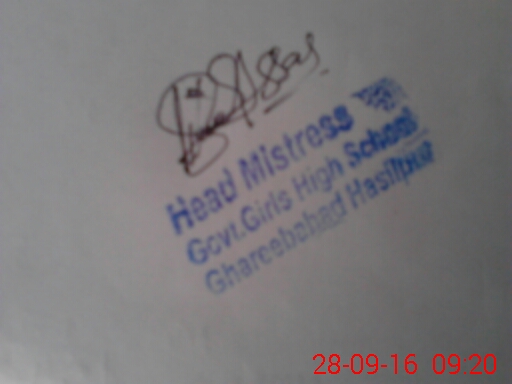 Head Mistress
Govt.Girls High School
Ghareebabad Hasilpur
28-09-16 09:20